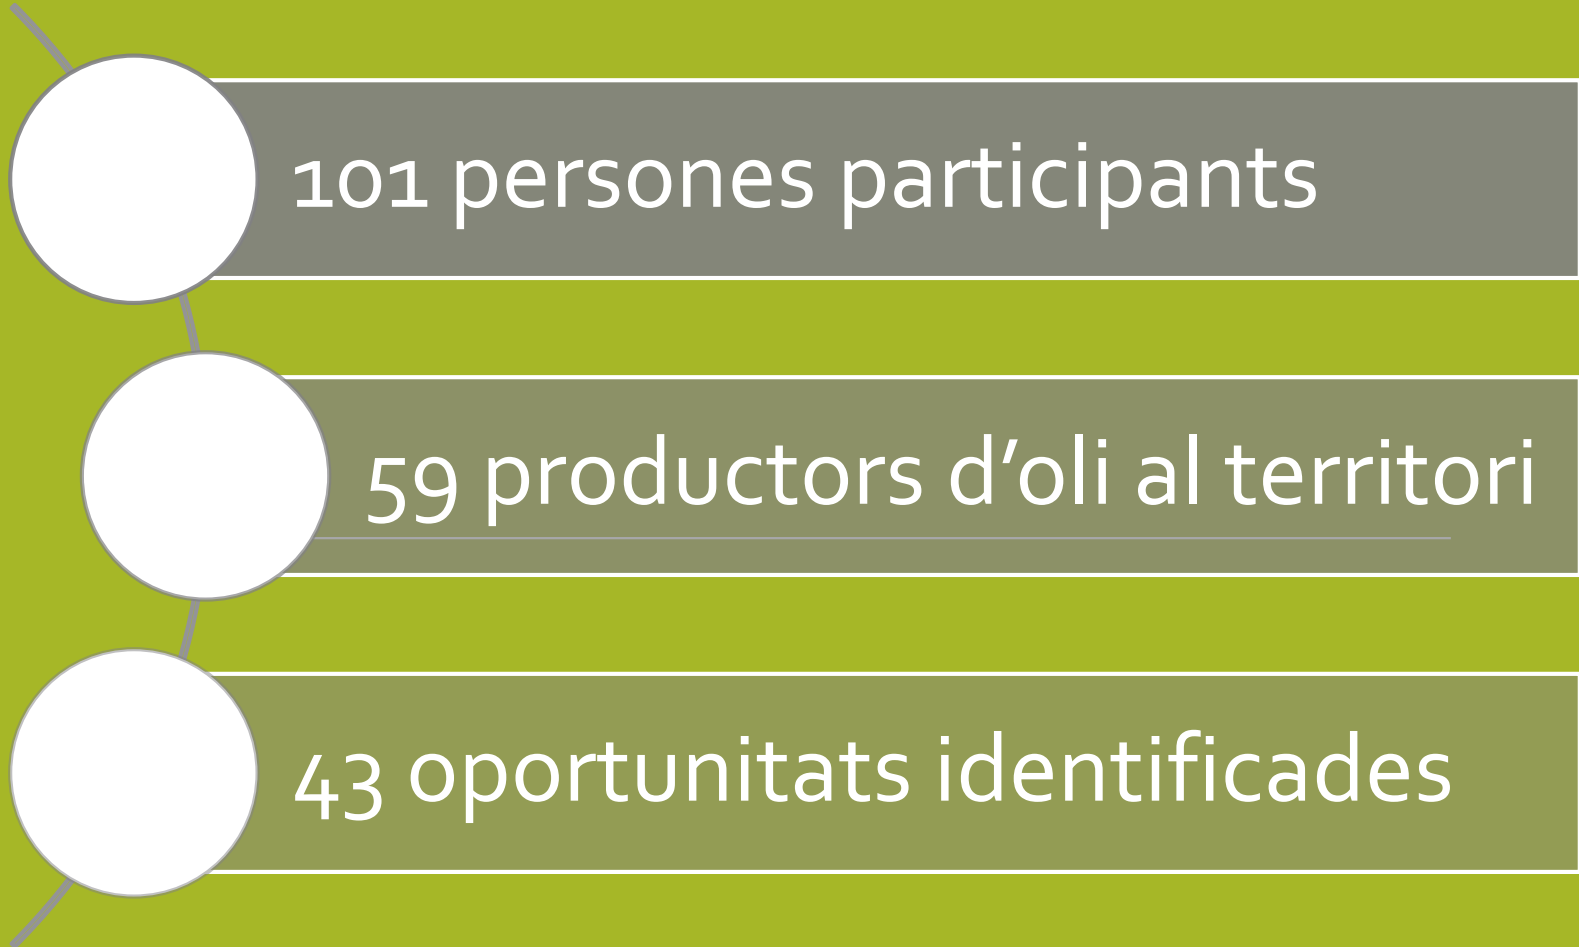 101 persones participants
59 productors d’oli al territori
43 oportunitats identificades